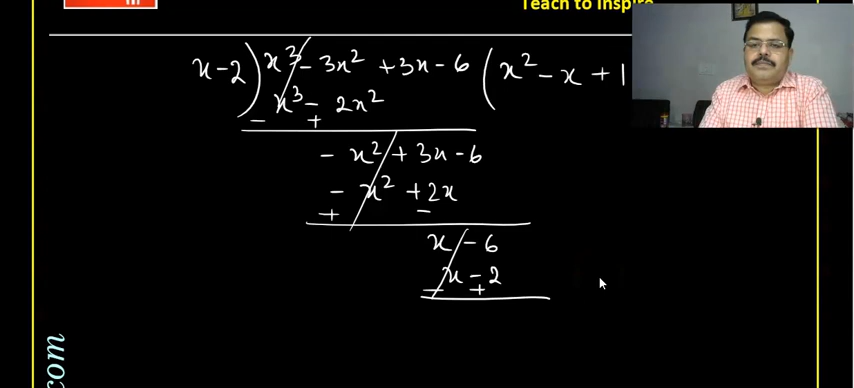 Teach to Inspire
x-2) x³ - 3x² + 3x - 6 ( x² - x + 1
x³ - 2x²
- +
- x² + 3x - 6
- x² + 2x
+ -
x - 6
x - 2
- +
com